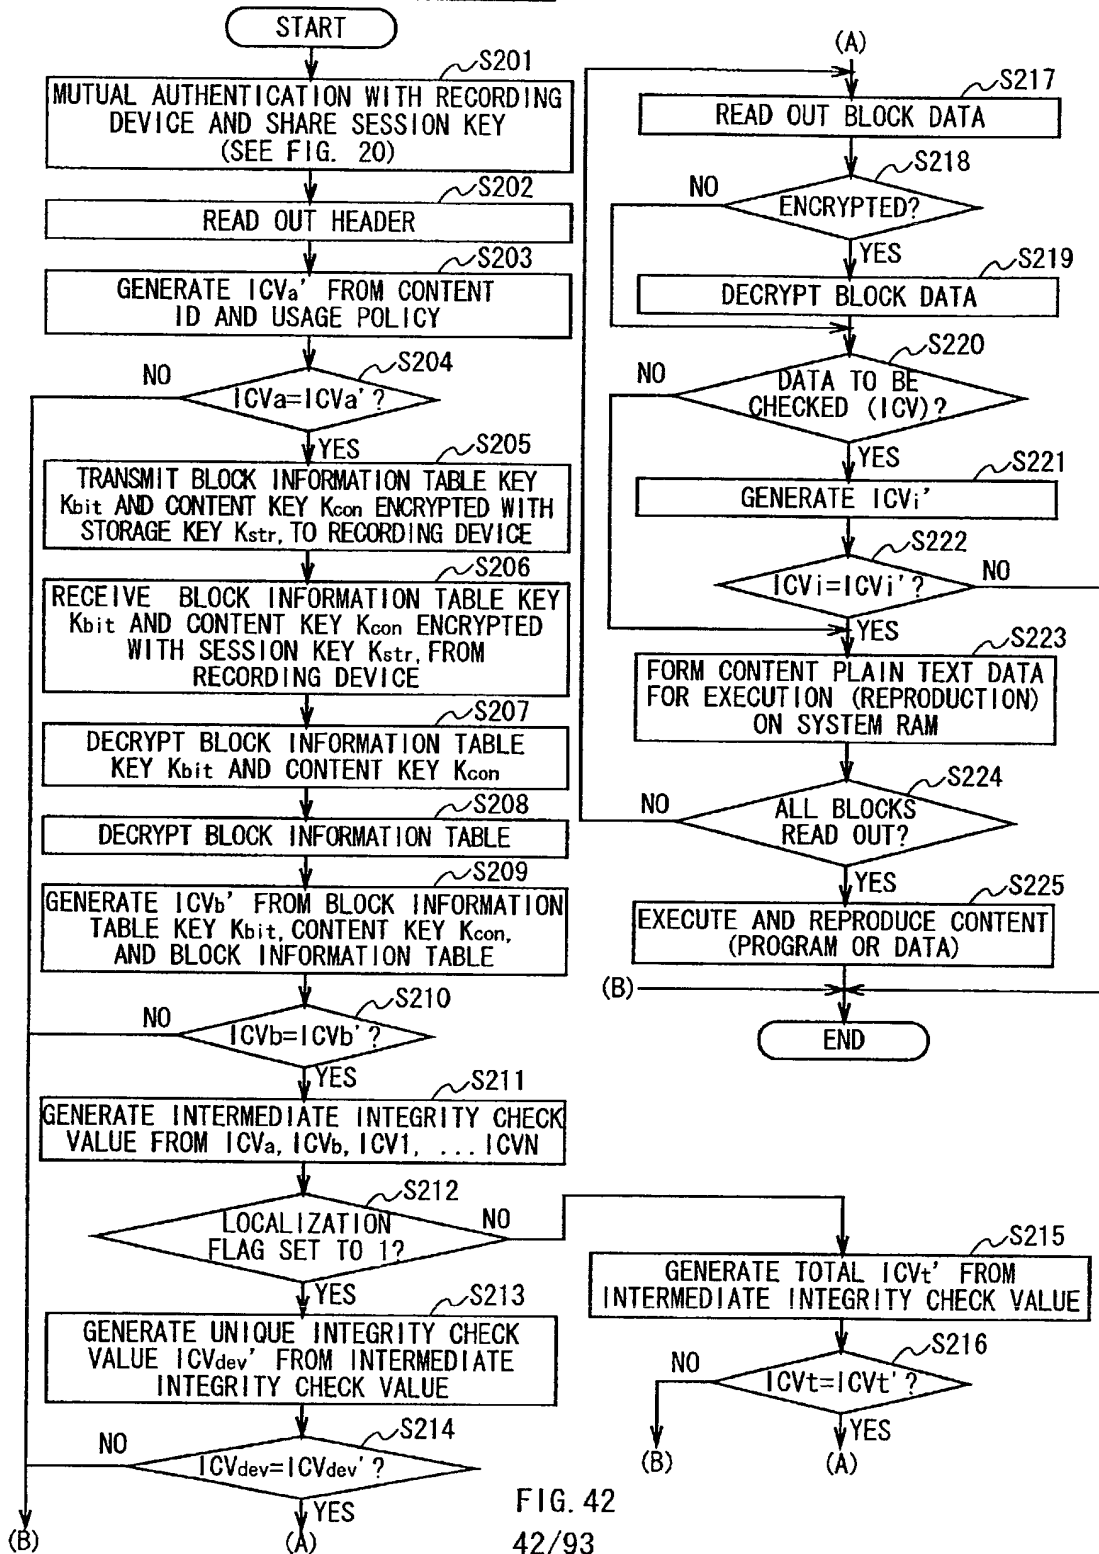 START
S201
MUTUAL AUTHENTICATION WITH RECORDING
DEVICE AND SHARE SESSION KEY
(SEE FIG. 20)
S202
READ OUT HEADER
S203
GENERATE ICVa' FROM CONTENT
ID AND USAGE POLICY
S204
NO
ICVa=ICVa'?
YES
S205
TRANSMIT BLOCK INFORMATION TABLE KEY
Kbit AND CONTENT KEY Kcon ENCRYPTED WITH
STORAGE KEY Kstr, TO RECORDING DEVICE
S206
RECEIVE BLOCK INFORMATION TABLE KEY
Kbit AND CONTENT KEY Kcon ENCRYPTED
WITH SESSION KEY Kstr, FROM
RECORDING DEVICE
S207
DECRYPT BLOCK INFORMATION TABLE
KEY Kbit AND CONTENT KEY Kcon
S208
DECRYPT BLOCK INFORMATION TABLE
S209
GENERATE ICVb' FROM BLOCK INFORMATION
TABLE KEY Kbit, CONTENT KEY Kcon,
AND BLOCK INFORMATION TABLE
S210
NO
ICVb=ICVb'?
YES
S211
GENERATE INTERMEDIATE INTEGRITY CHECK
VALUE FROM ICVa, ICVb, ICV1, ...ICVN
S212
LOCALIZATION
FLAG SET TO 1?
NO
YES
S213
GENERATE UNIQUE INTEGRITY CHECK
VALUE ICVdev' FROM INTERMEDIATE
INTEGRITY CHECK VALUE
S214
NO
ICVdev=ICVdev'?
YES
(B)
(A)
(A)
S217
READ OUT BLOCK DATA
S218
NO
ENCRYPTED?
YES
S219
DECRYPT BLOCK DATA
S220
NO
DATA TO BE
CHECKED (ICV)?
YES
S221
GENERATE ICVi'
S222
ICVi=ICVi'?
NO
YES
S223
FORM CONTENT PLAIN TEXT DATA
FOR EXECUTION (REPRODUCTION)
ON SYSTEM RAM
S224
NO
ALL BLOCKS
READ OUT?
YES
S225
EXECUTE AND REPRODUCE CONTENT
(PROGRAM OR DATA)
(B)
END
S215
GENERATE TOTAL ICVt' FROM
INTERMEDIATE INTEGRITY CHECK VALUE
S216
NO
ICVt=ICVt'?
YES
(B)
(A)
FIG. 42
42/93